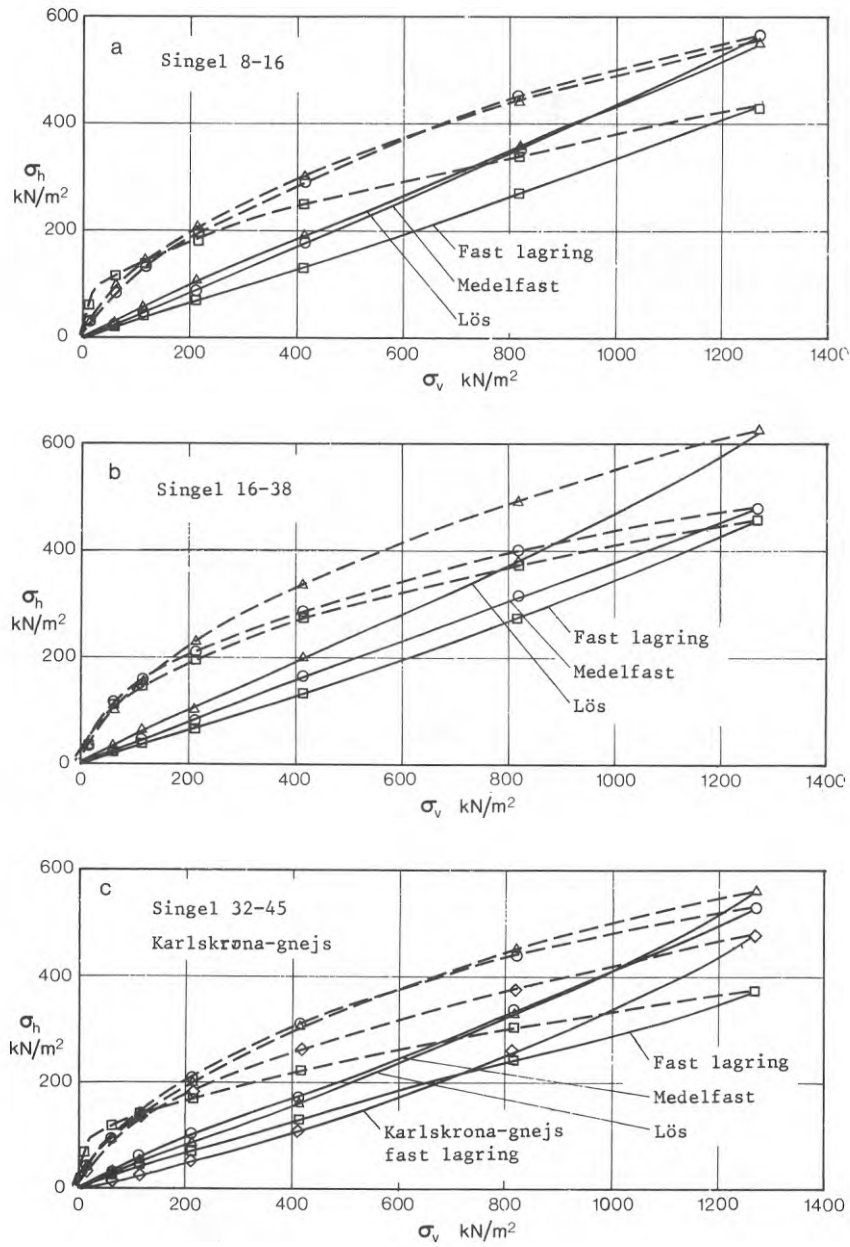 a
Singel 8-16
600
400
200
0
σh
kN/m²
Fast lagring
Medelfast
Lös
0 200 400 600 800 1000 1200 1400
σv kN/m²
b
Singel 16-38
600
400
200
0
σh
kN/m²
Fast lagring
Medelfast
Lös
0 200 400 600 800 1000 1200 1400
σv kN/m²
c
Singel 32-45
Karlskrøna-gnejs
600
400
200
0
σh
kN/m²
Fast lagring
Medelfast
Lös
Karlskrona-gnejs
fast lagring
0 200 400 600 800 1000 1200 1400
σv kN/m²